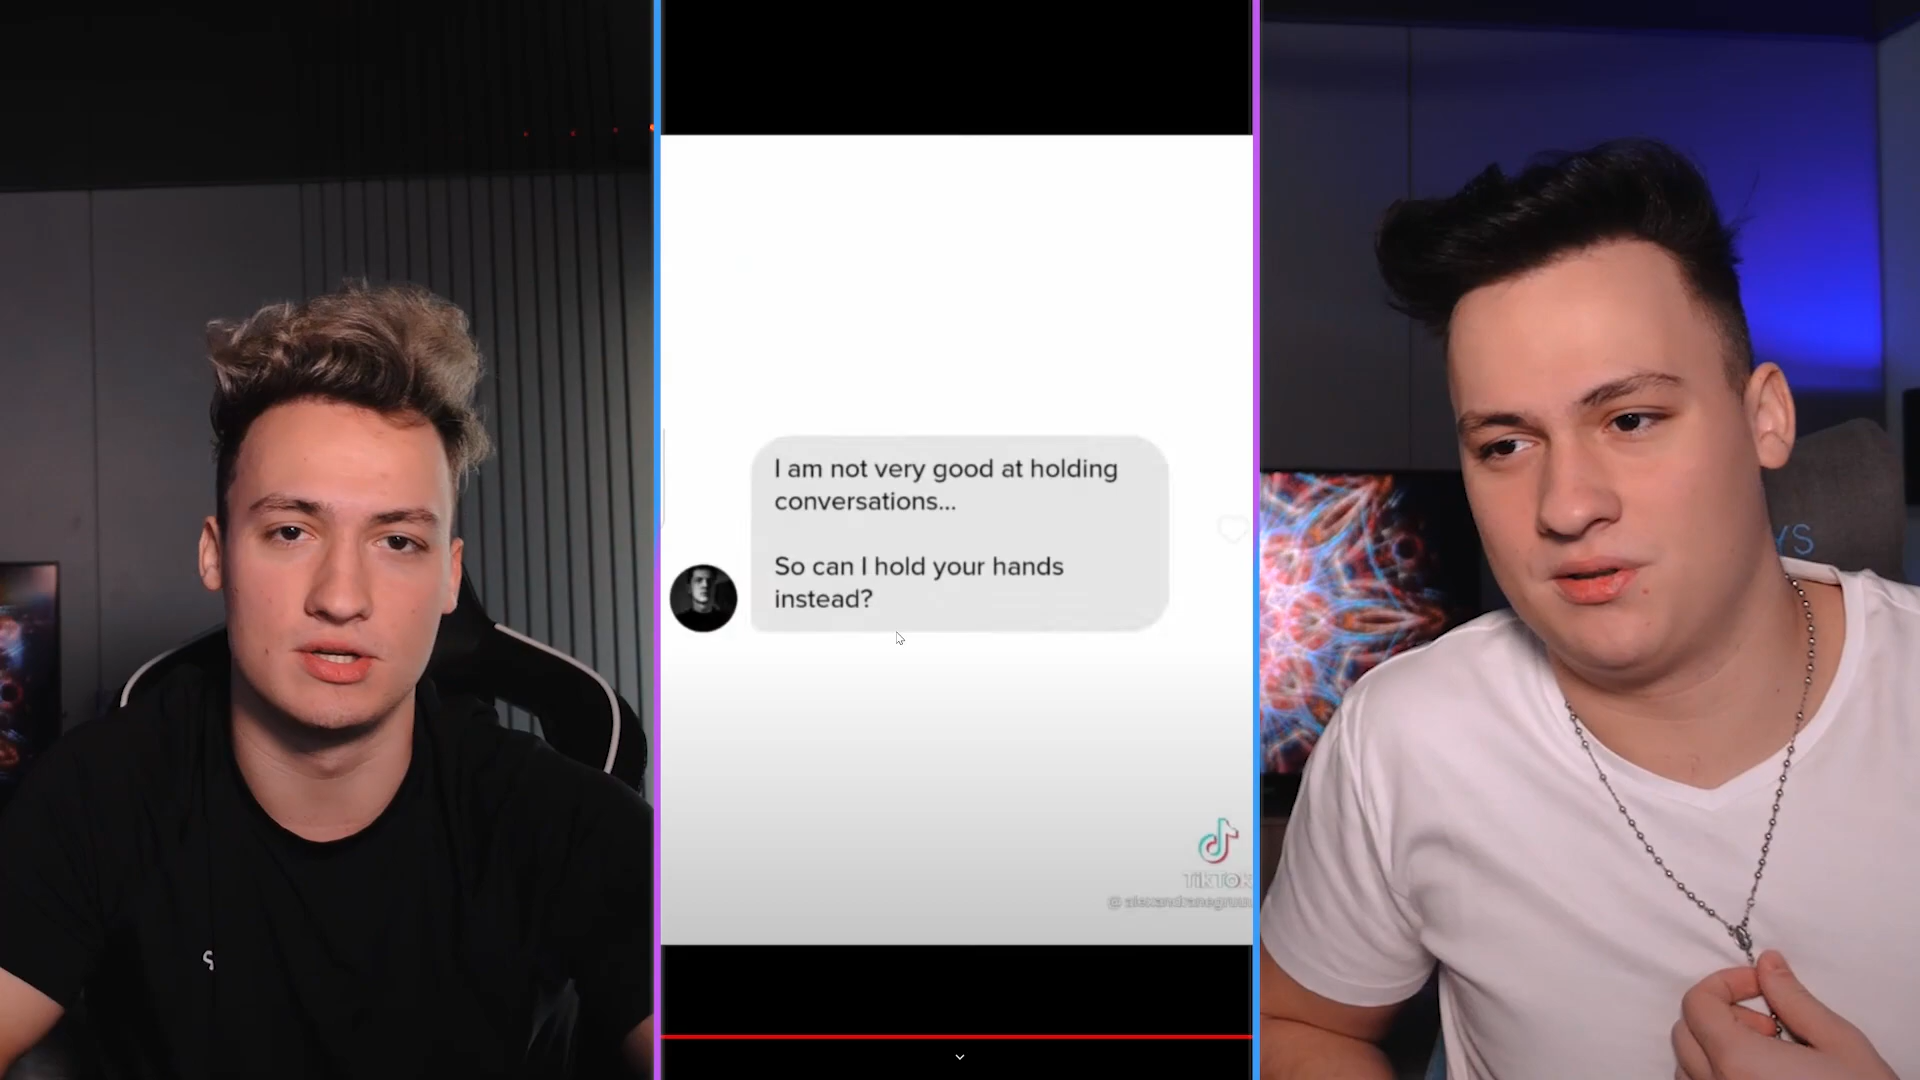 I am not very good at holding
conversations...
So can I hold your hands
instead?
TikTok